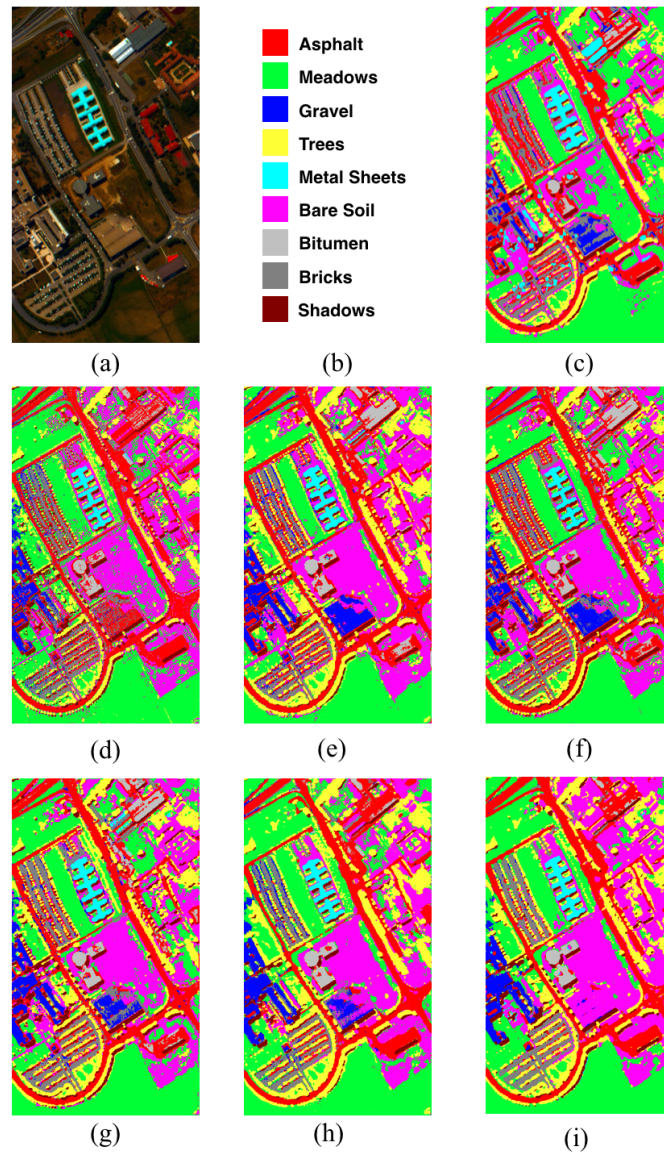 Asphalt
Meadows
Gravel
Trees
Metal Sheets
Bare Soil
Bitumen
Bricks
Shadows
(a)
(b)
(c)
(d)
(e)
(f)
(g)
(h)
(i)